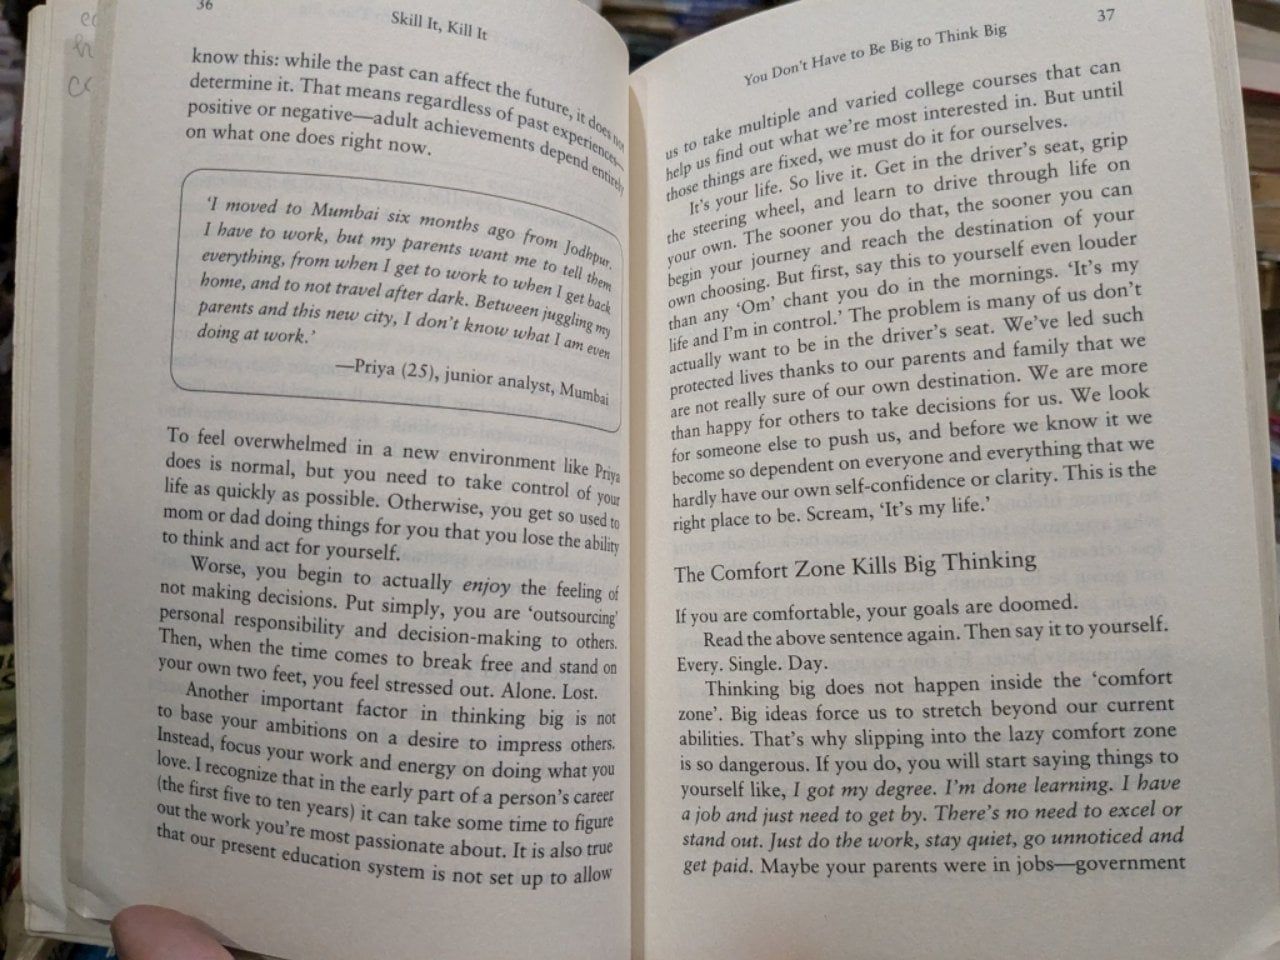 36
Skill It, Kill It
know this: while the past can affect the future, it does not
determine it. That means regardless of past experiences—
positive or negative—adult achievements depend entirely
on what one does right now.
‘I moved to Mumbai six months ago from Jodhpur.
I have to work, but my parents want me to tell them
everything, from when I get to work to when I get back
home, and to not travel after dark. Between juggling my
parents and this new city, I don’t know what I am even
doing at work.’
—Priya (25), junior analyst, Mumbai
To feel overwhelmed in a new environment like Priya
does is normal, but you need to take control of your
life as quickly as possible. Otherwise, you get so used to
mom or dad doing things for you that you lose the ability
to think and act for yourself.
Worse, you begin to actually enjoy the feeling of
not making decisions. Put simply, you are ‘outsourcing’
personal responsibility and decision-making to others.
Then, when the time comes to break free and stand on
your own two feet, you feel stressed out. Alone. Lost.
Another important factor in thinking big is not
to base your ambitions on a desire to impress others.
Instead, focus your work and energy on doing what you
love. I recognize that in the early part of a person’s career
(the first five to ten years) it can take some time to figure
out the work you’re most passionate about. It is also true
that our present education system is not set up to allow
You Don’t Have to Be Big to Think Big
37
us to take multiple and varied college courses that can
help us find out what we’re most interested in. But until
those things are fixed, we must do it for ourselves.
It’s your life. So live it. Get in the driver’s seat, grip
the steering wheel, and learn to drive through life on
your own. The sooner you do that, the sooner you can
begin your journey and reach the destination of your
own choosing. But first, say this to yourself even louder
than any ‘Om’ chant you do in the mornings. ‘It’s my
life and I’m in control.’ The problem is many of us don’t
actually want to be in the driver’s seat. We’ve led such
protected lives thanks to our parents and family that we
are not really sure of our own destination. We are more
than happy for others to take decisions for us. We look
for someone else to push us, and before we know it we
become so dependent on everyone and everything that we
hardly have our own self-confidence or clarity. This is the
right place to be. Scream, ‘It’s my life.’
The Comfort Zone Kills Big Thinking
If you are comfortable, your goals are doomed.
Read the above sentence again. Then say it to yourself.
Every. Single. Day.
Thinking big does not happen inside the ‘comfort
zone’. Big ideas force us to stretch beyond our current
abilities. That’s why slipping into the lazy comfort zone
is so dangerous. If you do, you will start saying things to
yourself like, I got my degree. I’m done learning. I have
a job and just need to get by. There’s no need to excel or
stand out. Just do the work, stay quiet, go unnoticed and
get paid. Maybe your parents were in jobs—government